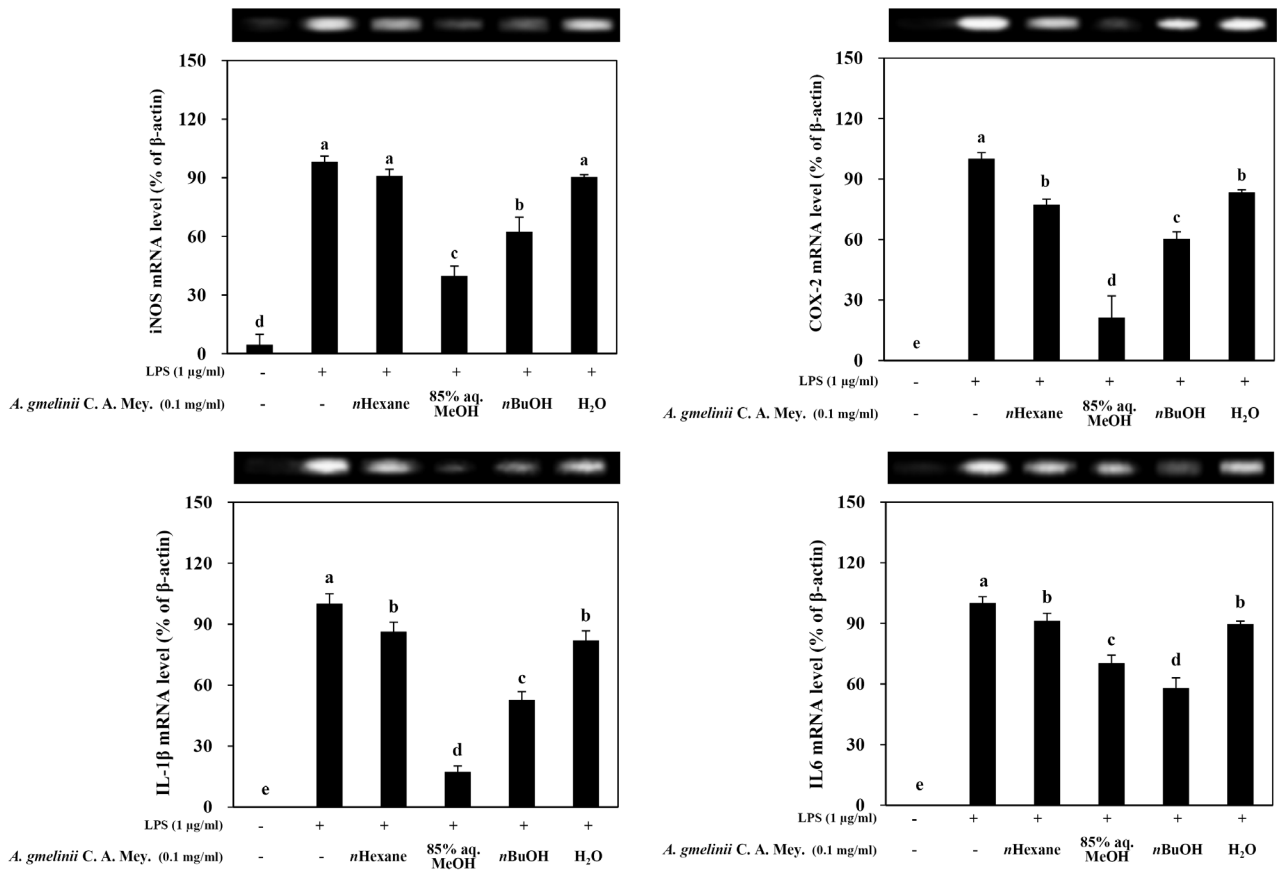 150
120
90
60
30
0
iNOS mRNA level (% of β-actin)
d
a
a
c
b
a
LPS (1 μg/ml) - + + + + +
A. gmelinii C. A. Mey. (0.1 mg/ml) - - nHexane 85% aq. MeOH nBuOH H₂O
150
120
90
60
30
0
COX-2 mRNA level (% of β-actin)
e
a
b
d
c
b
LPS (1 μg/ml) - + + + + +
A. gmelinii C. A. Mey. (0.1 mg/ml) - - nHexane 85% aq. MeOH nBuOH H₂O
150
120
90
60
30
0
IL-1β mRNA level (% of β-actin)
e
a
b
d
c
b
LPS (1 μg/ml) - + + + + +
A. gmelinii C. A. Mey. (0.1 mg/ml) - - nHexane 85% aq. MeOH nBuOH H₂O
150
120
90
60
30
0
IL6 mRNA level (% of β-actin)
e
a
b
c
d
b
LPS (1 μg/ml) - + + + + +
A. gmelinii C. A. Mey. (0.1 mg/ml) - - nHexane 85% aq. MeOH nBuOH H₂O